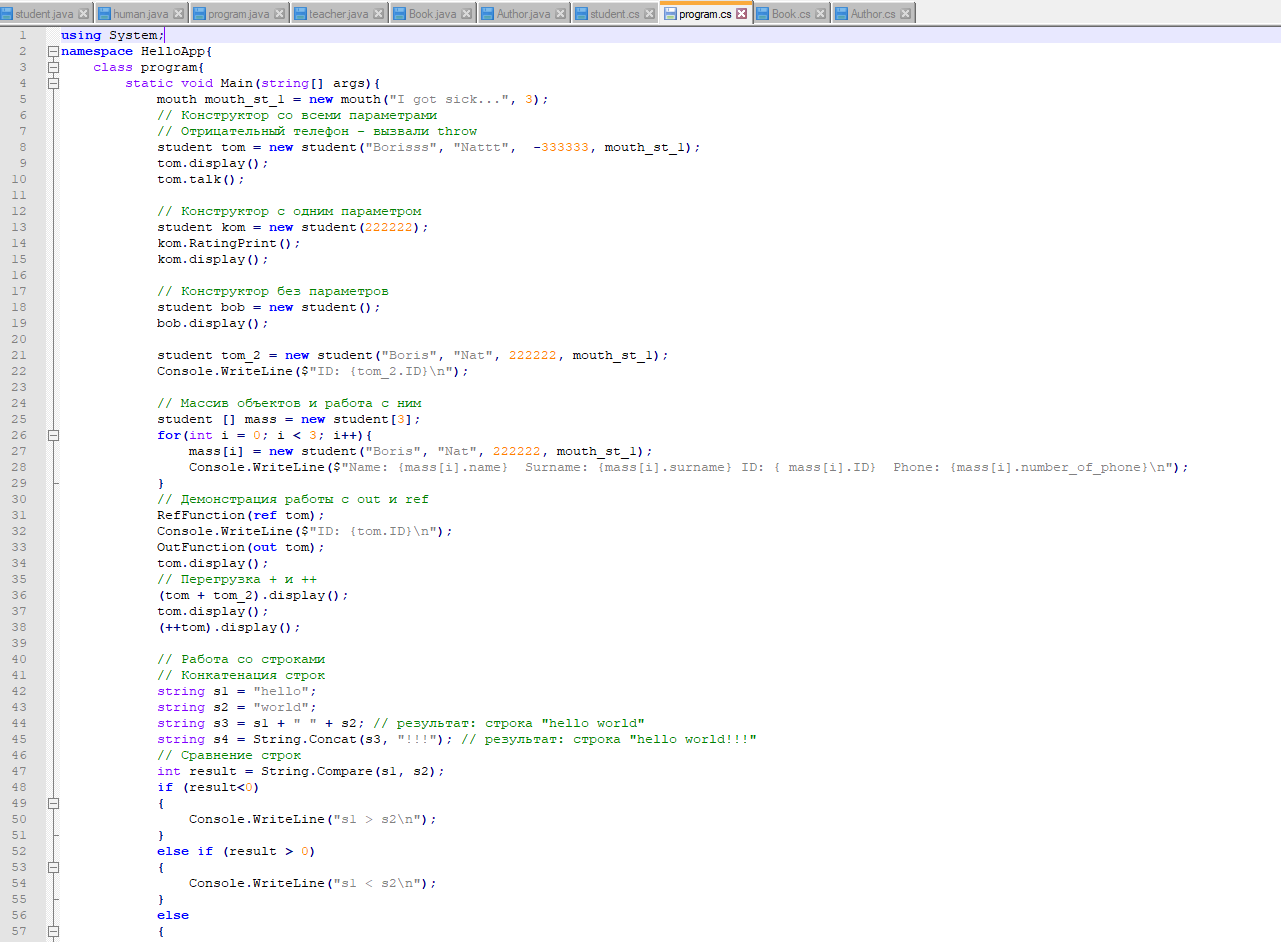 student.java human.java program.java teacher.java Book.java Author.java student.cs program.cs Book.cs Author.cs
1 using System;
2 namespace HelloApp{
3 class program{
4 static void Main(string[] args){
5 mouth mouth_st_1 = new mouth("I got sick...", 3);
6 // Конструктор со всеми параметрами
7 // Отрицательный телефон - вызвали throw
8 student tom = new student("Borisss", "Nattt",  -333333, mouth_st_1);
9 tom.display();
10 tom.talk();
11
12 // Конструктор с одним параметром
13 student kom = new student(222222);
14 kom.RatingPrint();
15 kom.display();
16
17 // Конструктор без параметров
18 student bob = new student();
19 bob.display();
20
21 student tom_2 = new student("Boris", "Nat", 222222, mouth_st_1);
22 Console.WriteLine($"ID: {tom_2.ID}\n");
23
24 // Массив объектов и работа с ним
25 student [] mass = new student[3];
26 for(int i = 0; i < 3; i++){
27 mass[i] = new student("Boris", "Nat", 222222, mouth_st_1);
28 Console.WriteLine($"Name: {mass[i].name}  Surname: {mass[i].surname} ID: { mass[i].ID}  Phone: {mass[i].number_of_phone}\n");
29 }
30 // Демонстрация работы с out и ref
31 RefFunction(ref tom);
32 Console.WriteLine($"ID: {tom.ID}\n");
33 OutFunction(out tom);
34 tom.display();
35 // Перегрузка + и ++
36 (tom + tom_2).display();
37 tom.display();
38 (++tom).display();
39
40 // Работа со строками
41 // Конкатенация строк
42 string s1 = "hello";
43 string s2 = "world";
44 string s3 = s1 + " " + s2; // результат: строка "hello world"
45 string s4 = String.Concat(s3, "!!!"); // результат: строка "hello world!!!"
46 // Сравнение строк
47 int result = String.Compare(s1, s2);
48 if (result<0)
49 {
50 Console.WriteLine("s1 > s2\n");
51 }
52 else if (result > 0)
53 {
54 Console.WriteLine("s1 < s2\n");
55 }
56 else
57 {